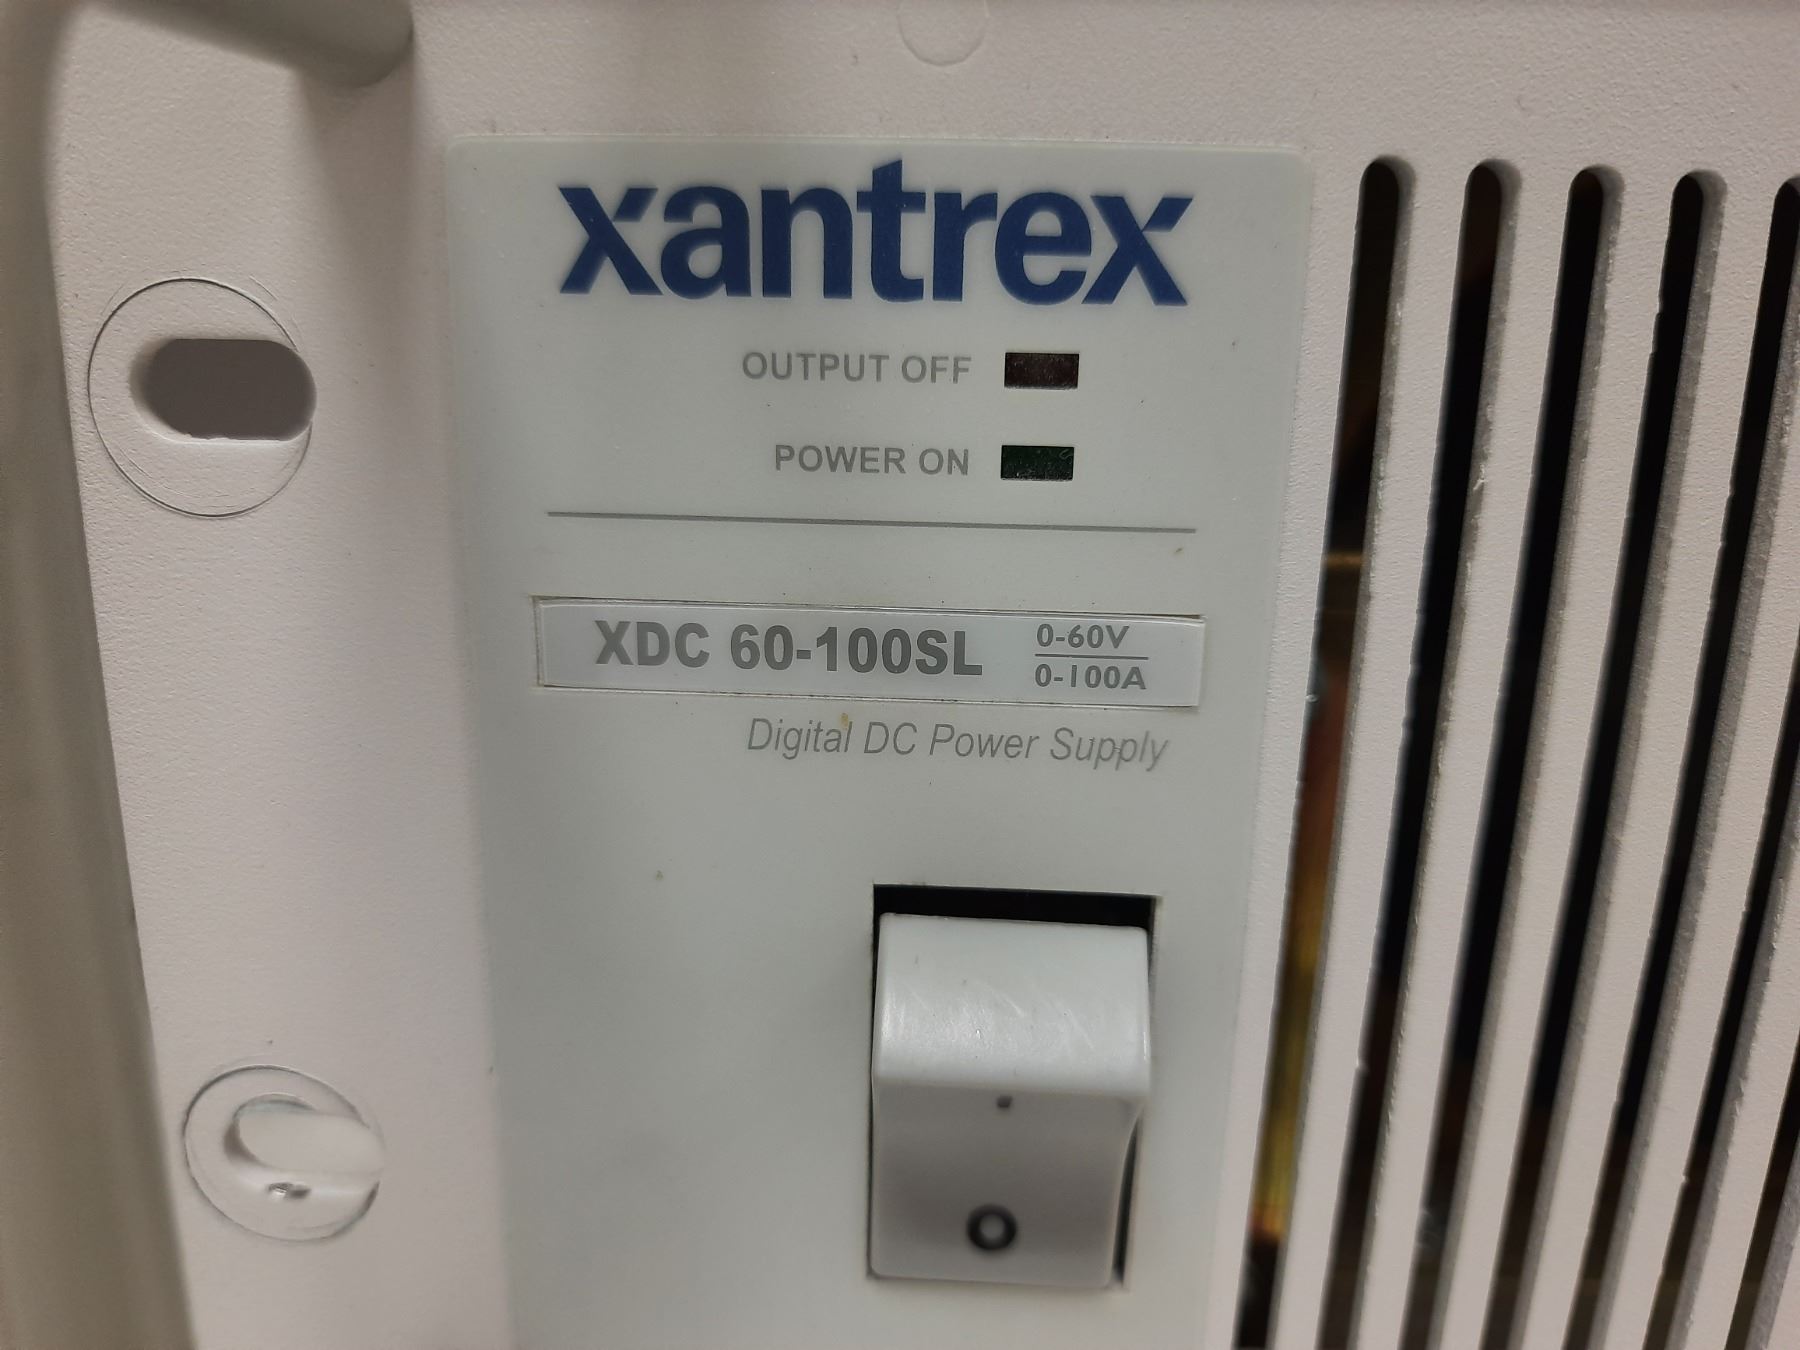 xantrex
OUTPUT OFF
POWER ON
XDC 60-100SL
0-60V
0-100A
Digital DC Power Supply